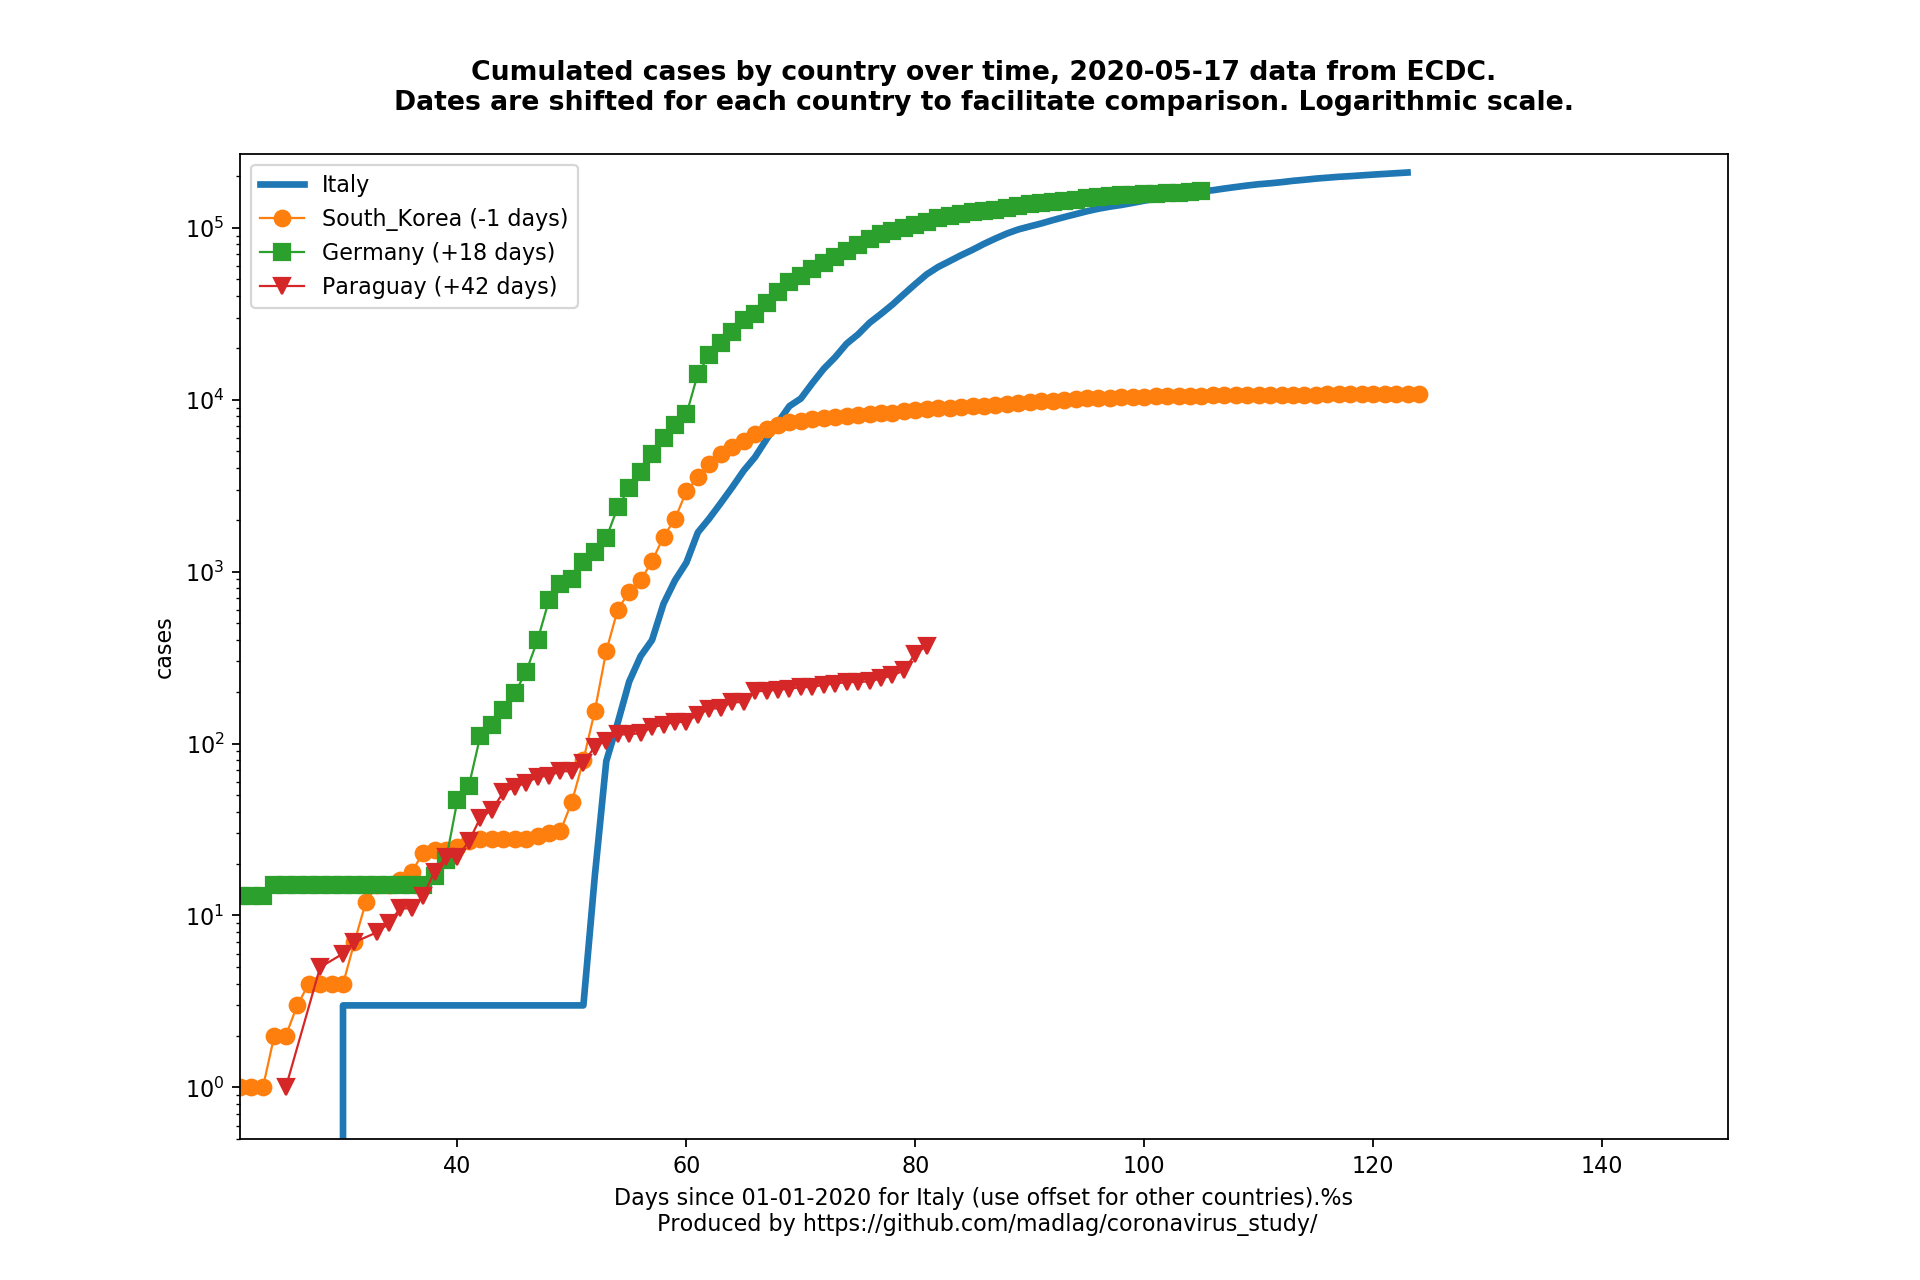 Cumulated cases by country over time, 2020-05-17 data from ECDC.
Dates are shifted for each country to facilitate comparison. Logarithmic scale.
Italy
South_Korea (-1 days)
Germany (+18 days)
Paraguay (+42 days)
10^5
10^4
10^3
10^2
10^1
10^0
cases
40 60 80 100 120 140
Days since 01-01-2020 for Italy (use offset for other countries).%s
Produced by https://github.com/madlag/coronavirus_study/